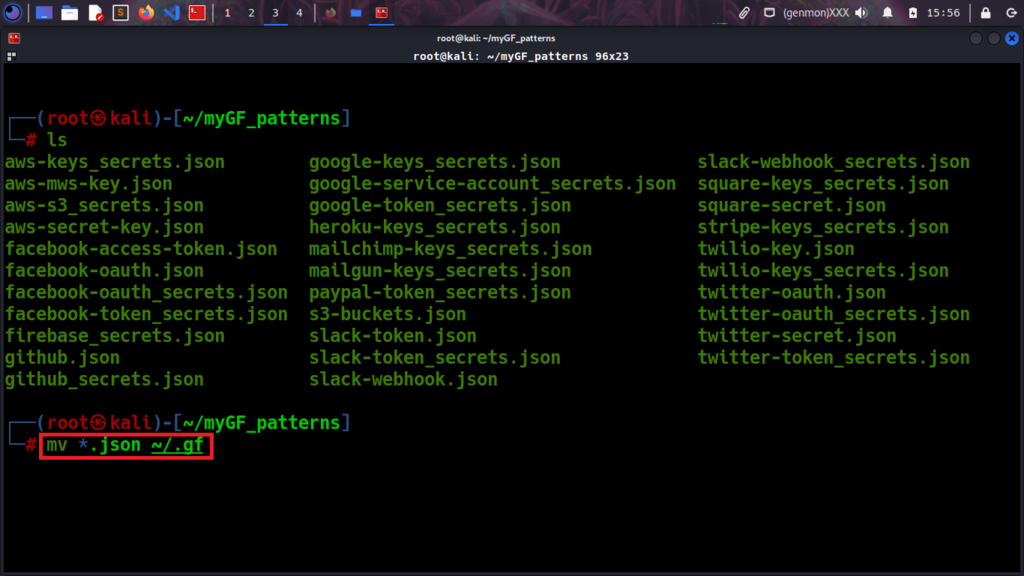 1 2 3 4 (genmon)XXX 15:56
root@kali: ~/myGF_patterns
root@kali: ~/myGF_patterns 96x23
┌──(root㉿kali)-[~/myGF_patterns]
└─# ls
aws-keys_secrets.json google-keys_secrets.json slack-webhook_secrets.json
aws-mws-key.json google-service-account_secrets.json square-keys_secrets.json
aws-s3_secrets.json google-token_secrets.json square-secret.json
aws-secret-key.json heroku-keys_secrets.json stripe-keys_secrets.json
facebook-access-token.json mailchimp-keys_secrets.json twilio-key.json
facebook-oauth.json mailgun-keys_secrets.json twilio-keys_secrets.json
facebook-oauth_secrets.json paypal-token_secrets.json twitter-oauth.json
facebook-token_secrets.json s3-buckets.json twitter-oauth_secrets.json
firebase_secrets.json slack-token.json twitter-secret.json
github.json slack-token_secrets.json twitter-token_secrets.json
github_secrets.json slack-webhook.json
┌──(root㉿kali)-[~/myGF_patterns]
└─# mv *.json ~/.gf